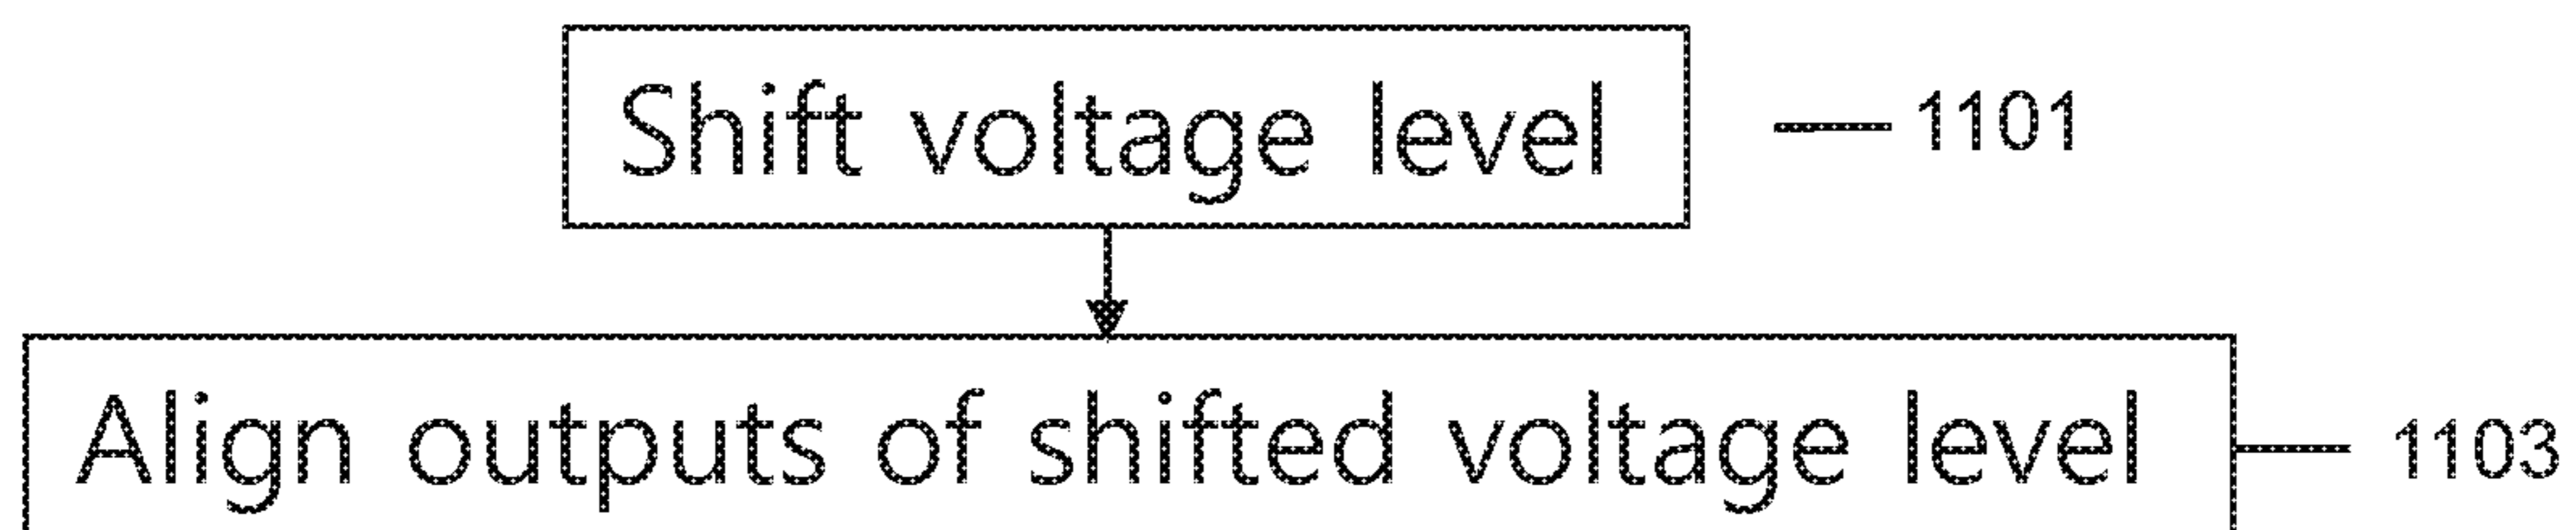 Shift voltage level 1101
Align outputs of shifted voltage level 1103